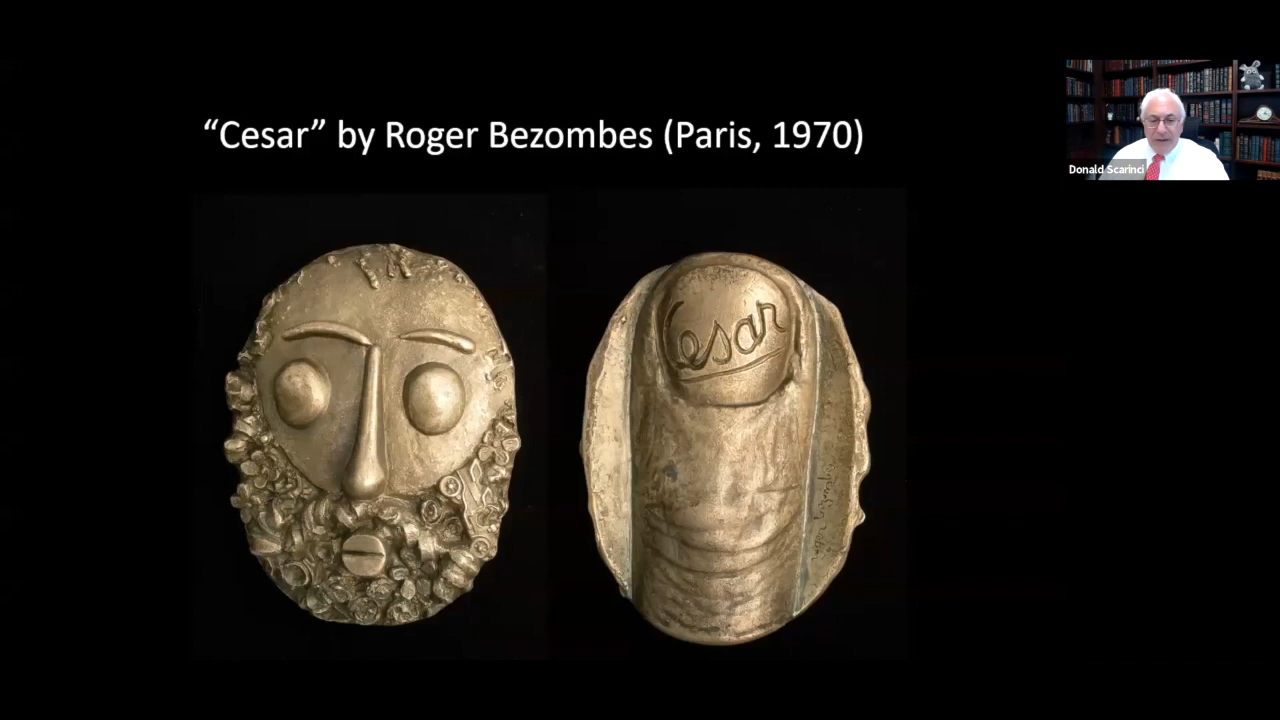 “Cesar” by Roger Bezombes (Paris, 1970)
Donald Scarinci
Cesar